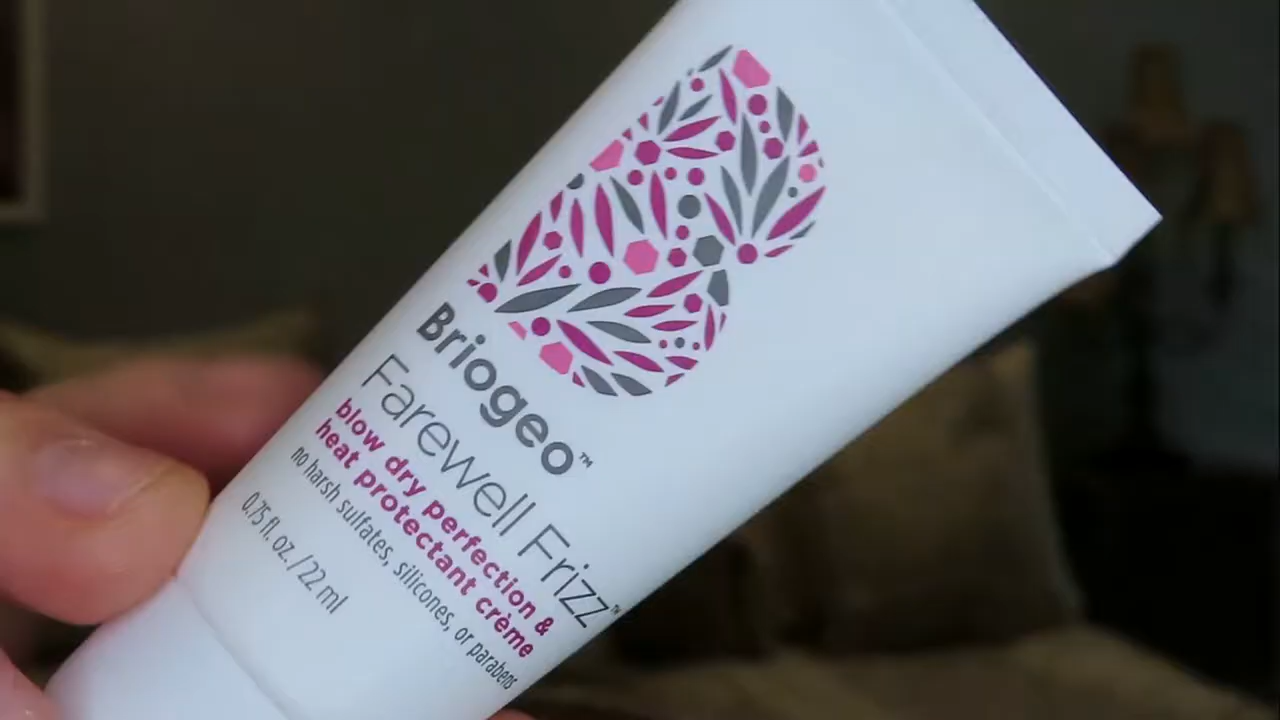 Briogeo™
Farewell Frizz™
blow dry perfection &
heat protectant crème
no harsh sulfates, silicones, or parabens
0.75 fl. oz. / 22 ml